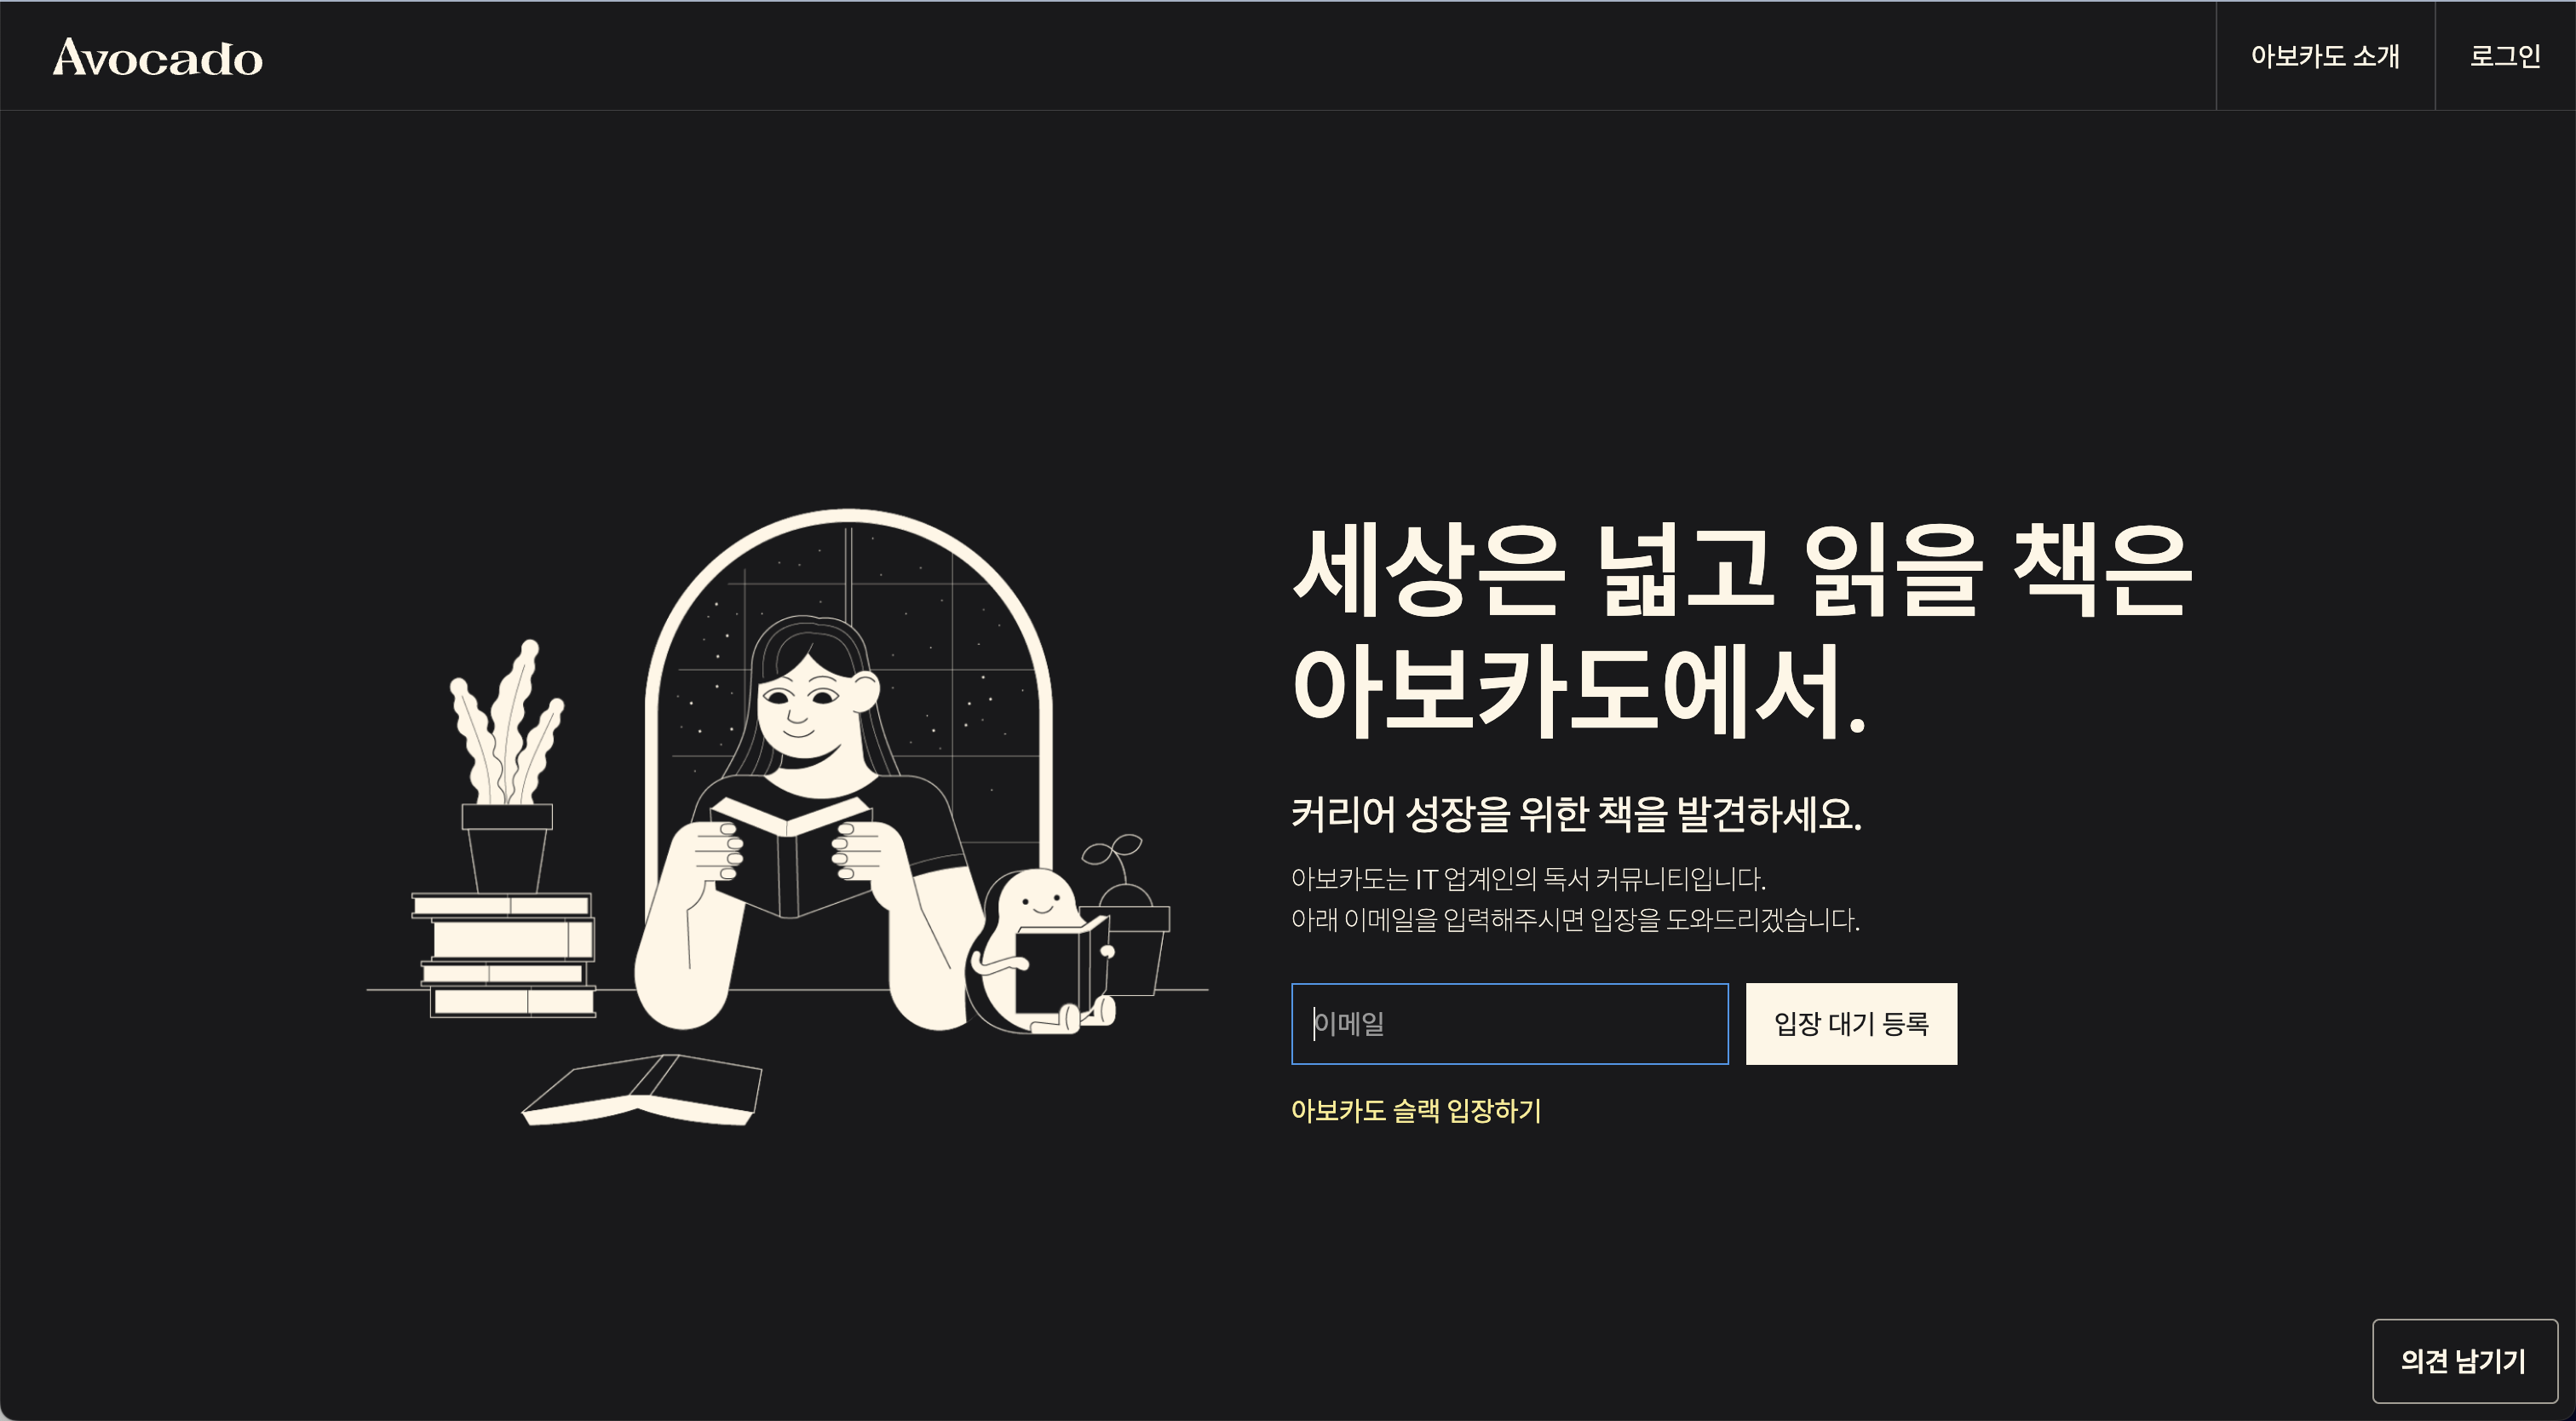 Avocado
아보카도 소개
로그인
세상은 넓고 읽을 책은
아보카도에서.
커리어 성장을 위한 책을 발견하세요.
아보카도는 IT 업계인의 독서 커뮤니티입니다.
아래 이메일을 입력해주시면 입장을 도와드리겠습니다.
이메일
입장 대기 등록
아보카도 슬랙 입장하기
의견 남기기